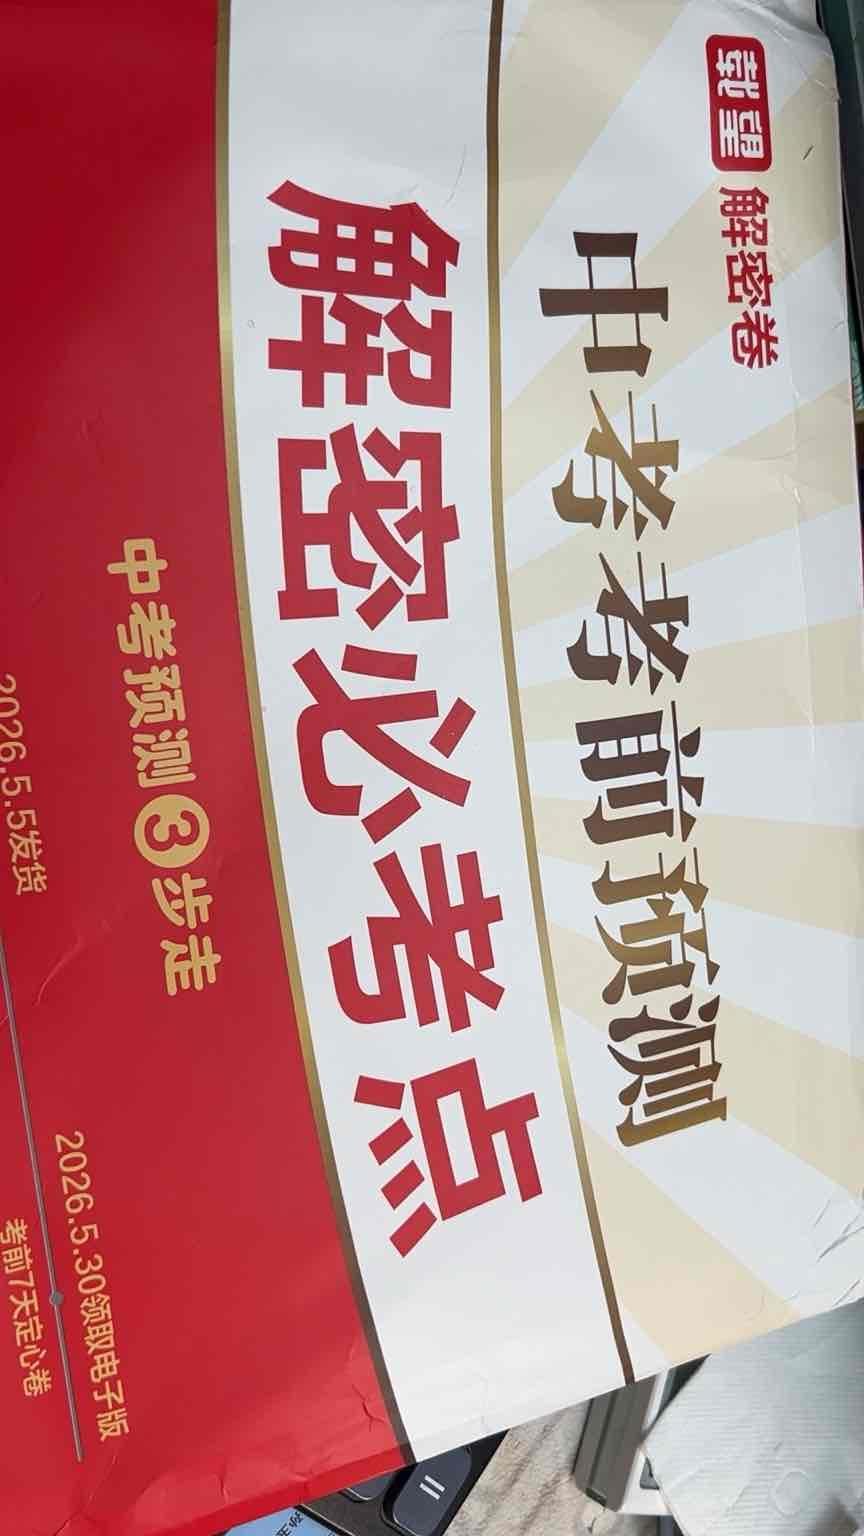 载望 解密卷
中考考前预测
解密必考点
中考预测3步走
2026.5.5发货
2026.5.30领取电子版
考前7天定心卷